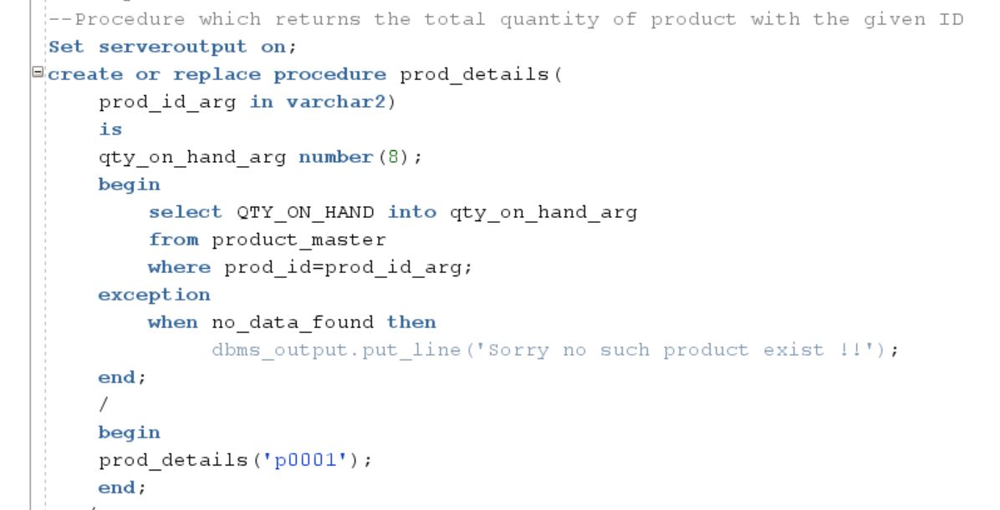 --Procedure which returns the total quantity of product with the given ID
Set serveroutput on;
create or replace procedure prod_details(
prod_id_arg in varchar2)
is
qty_on_hand_arg number(8);
begin
select QTY_ON_HAND into qty_on_hand_arg
from product_master
where prod_id=prod_id_arg;
exception
when no_data_found then
dbms_output.put_line('Sorry no such product exist !!');
end;
/
begin
prod_details('p0001');
end;